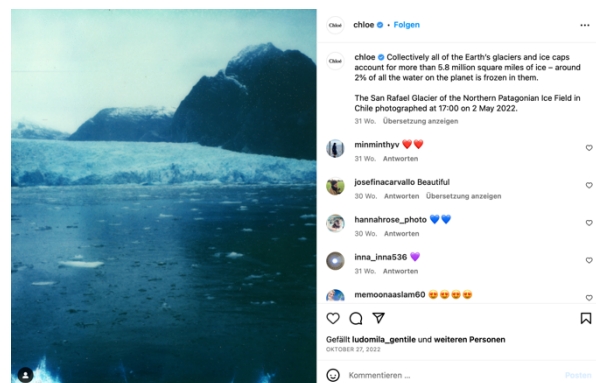 Chloé chloe • Folgen
Chloé chloe Collectively all of the Earth's glaciers and ice caps
account for more than 5.8 million square miles of ice – around
2% of all the water on the planet is frozen in them.
The San Rafael Glacier of the Northern Patagonian Ice Field in
Chile photographed at 17:00 on 2 May 2022.
31 Wo. Übersetzung anzeigen
minminthyv ❤️❤️
31 Wo. Antworten
josefinacarvallo Beautiful
30 Wo. Antworten Übersetzung anzeigen
hannahrose_photo 💙💙
30 Wo. Antworten
inna_inna536 💜
31 Wo. Antworten
memoonaaslam60 😍😍😍😍
Gefällt ludomila_gentile und weiteren Personen
OKTOBER 27, 2022
Kommentieren ... Posten